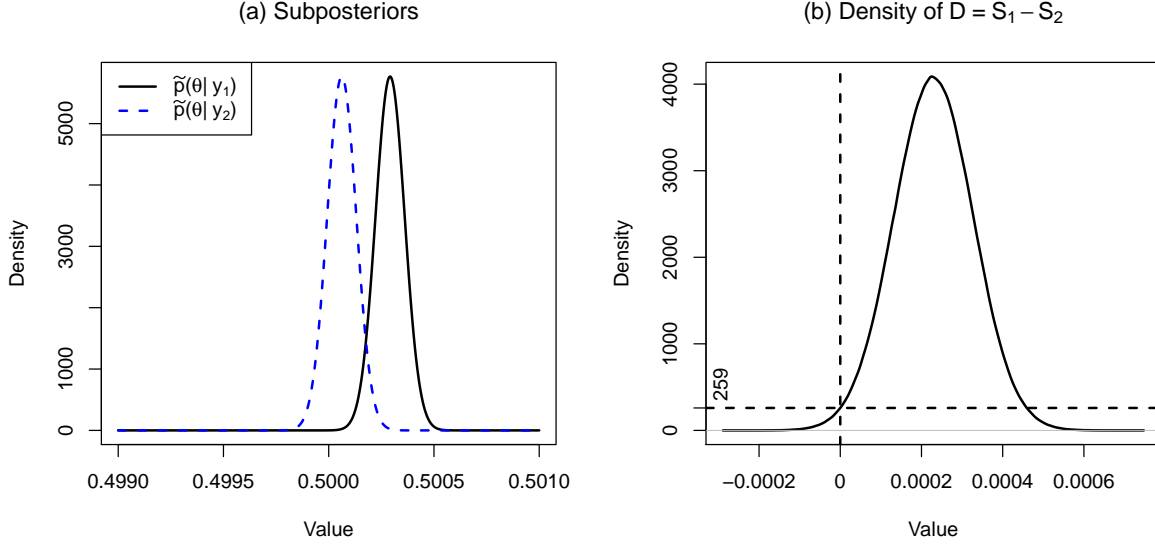 (a) Subposteriors
p̃(θ| y₁)
p̃(θ| y₂)
Density
0
1000
3000
5000
0.4990
0.4995
0.5000
0.5005
0.5010
Value
(b) Density of D = S₁ − S₂
Density
0
1000
2000
3000
4000
259
−0.0002
0
0.0002
0.0004
0.0006
Value